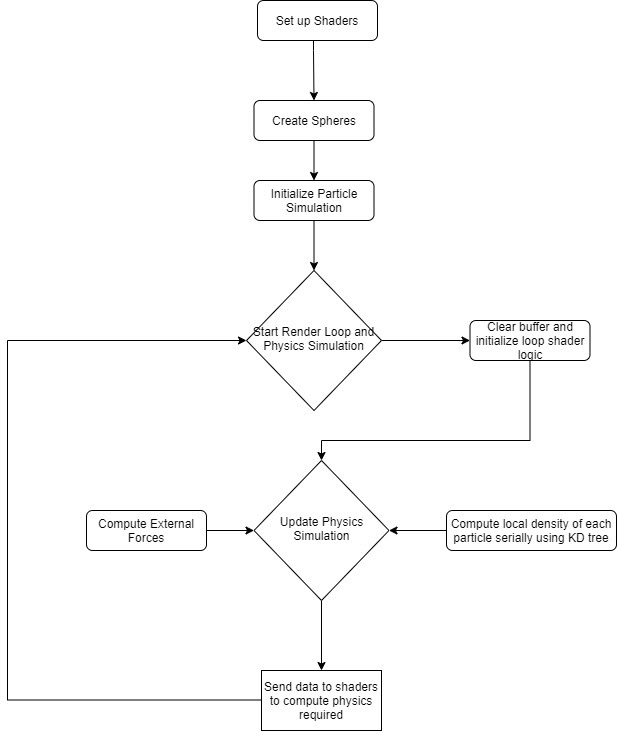 Set up Shaders
Create Spheres
Initialize Particle
Simulation
Start Render Loop and
Physics Simulation
Clear buffer and
initialize loop shader
logic
Compute External
Forces
Update Physics
Simulation
Compute local density of each
particle serially using KD tree
Send data to shaders
to compute physics
required